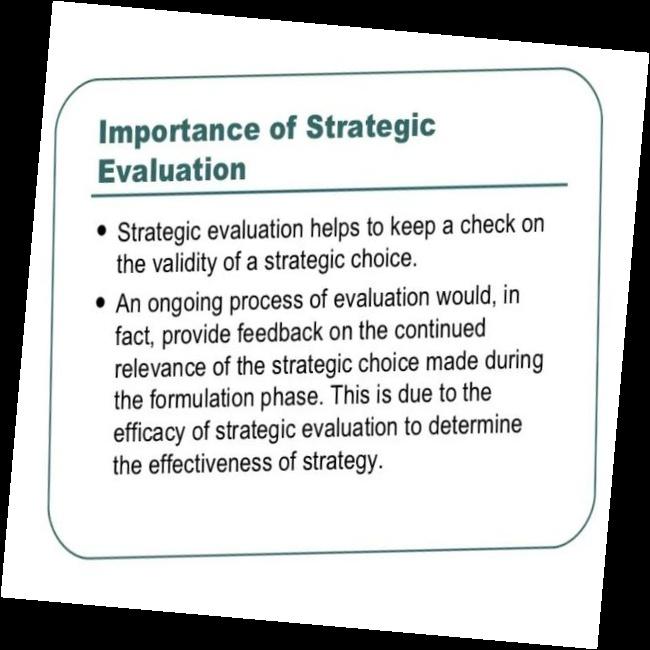 Importance of Strategic
Evaluation
• Strategic evaluation helps to keep a check on
the validity of a strategic choice.
• An ongoing process of evaluation would, in
fact, provide feedback on the continued
relevance of the strategic choice made during
the formulation phase. This is due to the
efficacy of strategic evaluation to determine
the effectiveness of strategy.